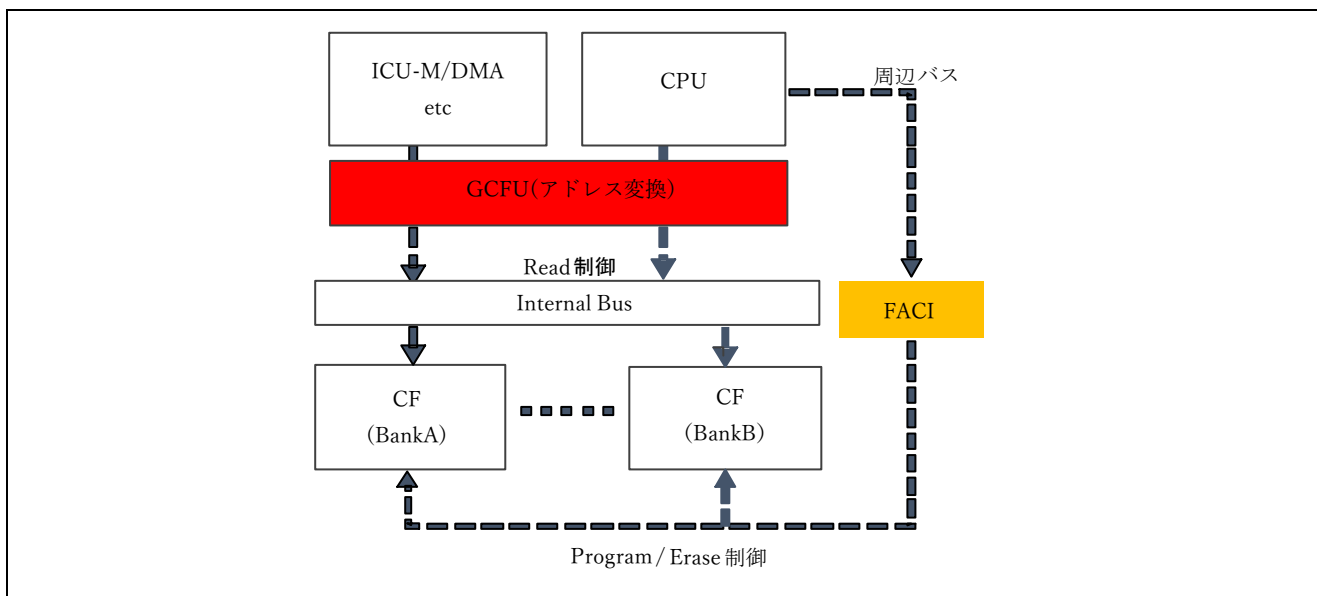 ICU-M/DMA
etc
CPU
周辺バス
GCFU(アドレス変換)
Read 制御
Internal Bus
FACI
CF
(BankA)
CF
(BankB)
Program / Erase 制御